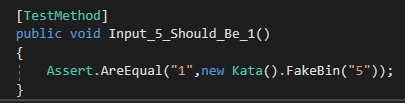 [TestMethod]
public void Input_5_Should_Be_1()
{
Assert.AreEqual("1",new Kata().FakeBin("5"));
}